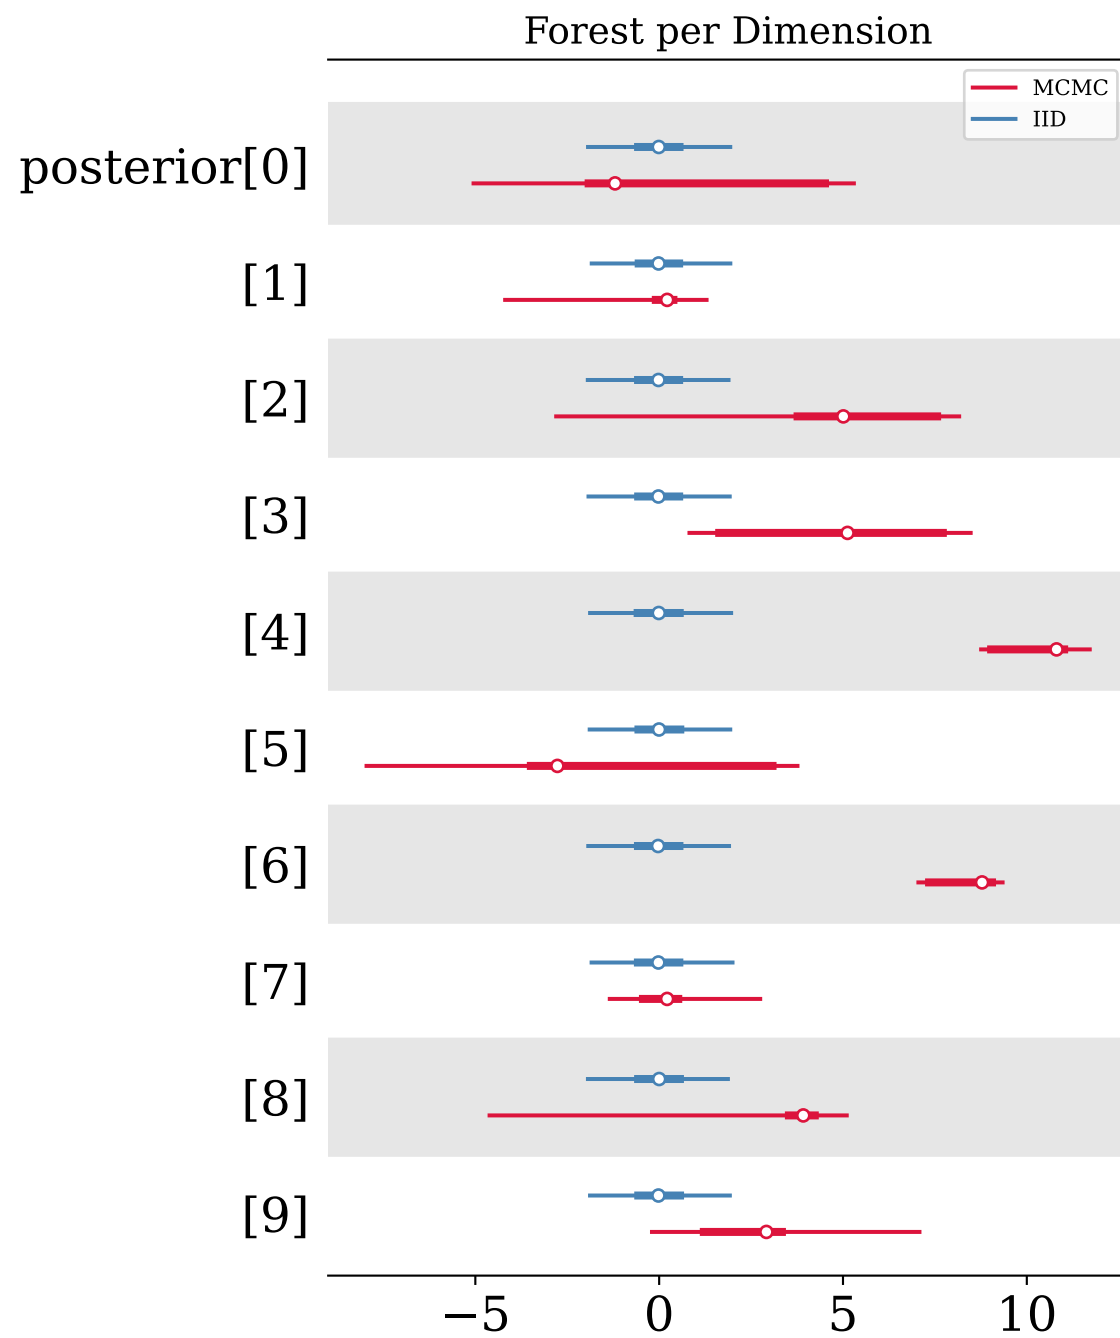 Forest per Dimension
MCMC
IID
posterior[0]
[1]
[2]
[3]
[4]
[5]
[6]
[7]
[8]
[9]
−5 0 5 10